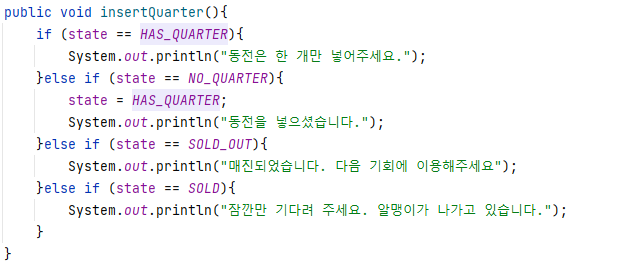 public void insertQuarter(){
    if (state == HAS_QUARTER){
        System.out.println("동전은 한 개만 넣어주세요.");
    }else if (state == NO_QUARTER){
        state = HAS_QUARTER;
        System.out.println("동전을 넣으셨습니다.");
    }else if (state == SOLD_OUT){
        System.out.println("매진되었습니다. 다음 기회에 이용해주세요");
    }else if (state == SOLD){
        System.out.println("잠깐만 기다려 주세요. 알맹이가 나가고 있습니다.");
    }
}